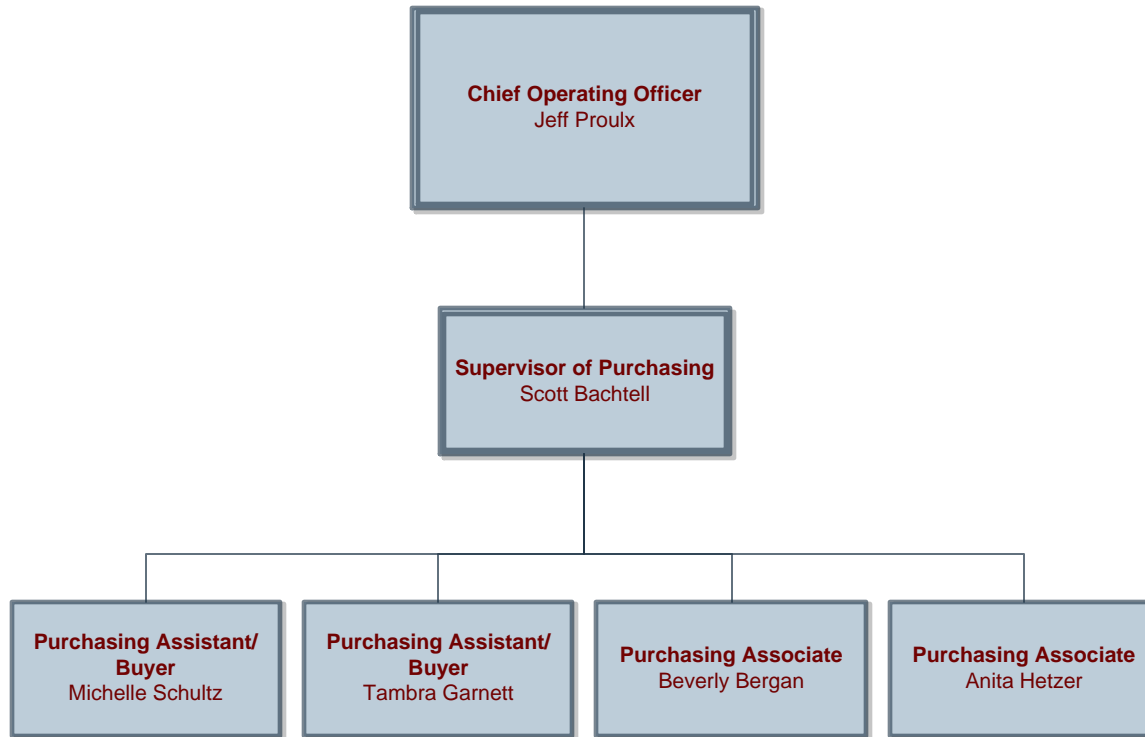 Chief Operating Officer
Jeff Proulx
Supervisor of Purchasing
Scott Bachtell
Purchasing Assistant/
Buyer
Michelle Schultz
Purchasing Assistant/
Buyer
Tambra Garnett
Purchasing Associate
Beverly Bergan
Purchasing Associate
Anita Hetzer